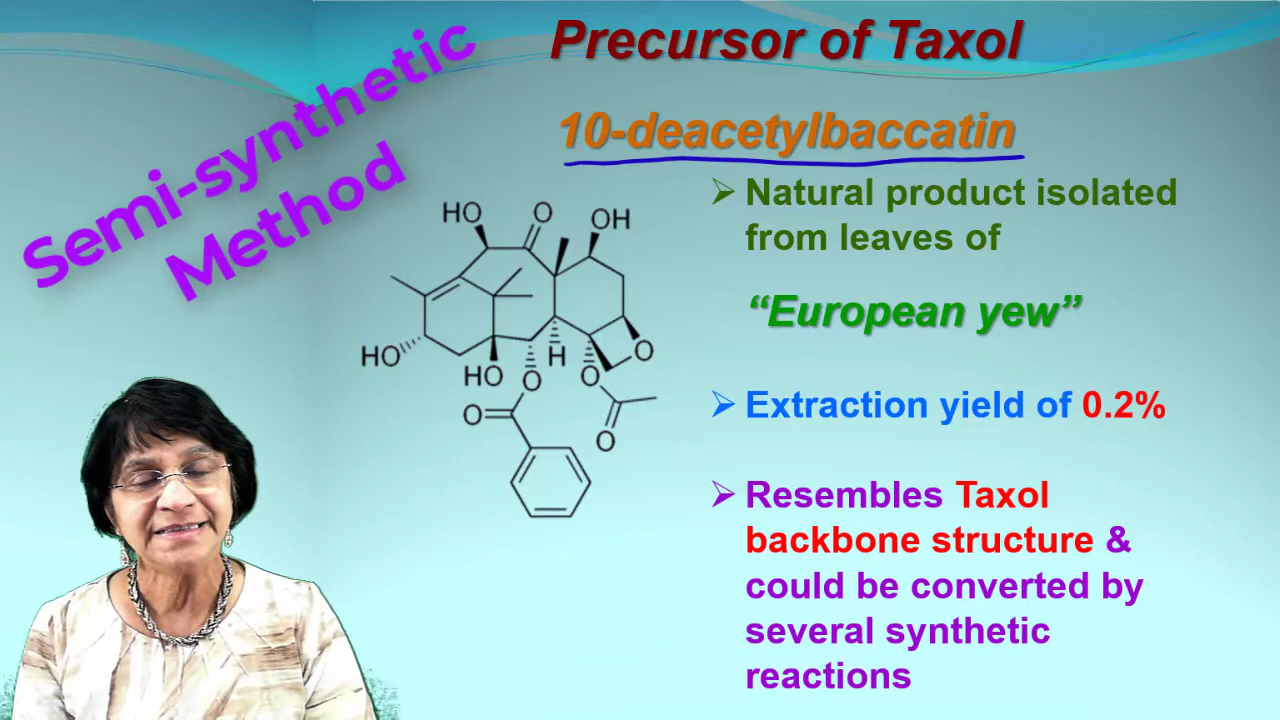 Semi-synthetic
Method
Precursor of Taxol
10-deacetylbaccatin
Natural product isolated
from leaves of
“European yew”
Extraction yield of 0.2%
Resembles Taxol
backbone structure &
could be converted by
several synthetic
reactions
HO O OH
HO HO O H O O
O O